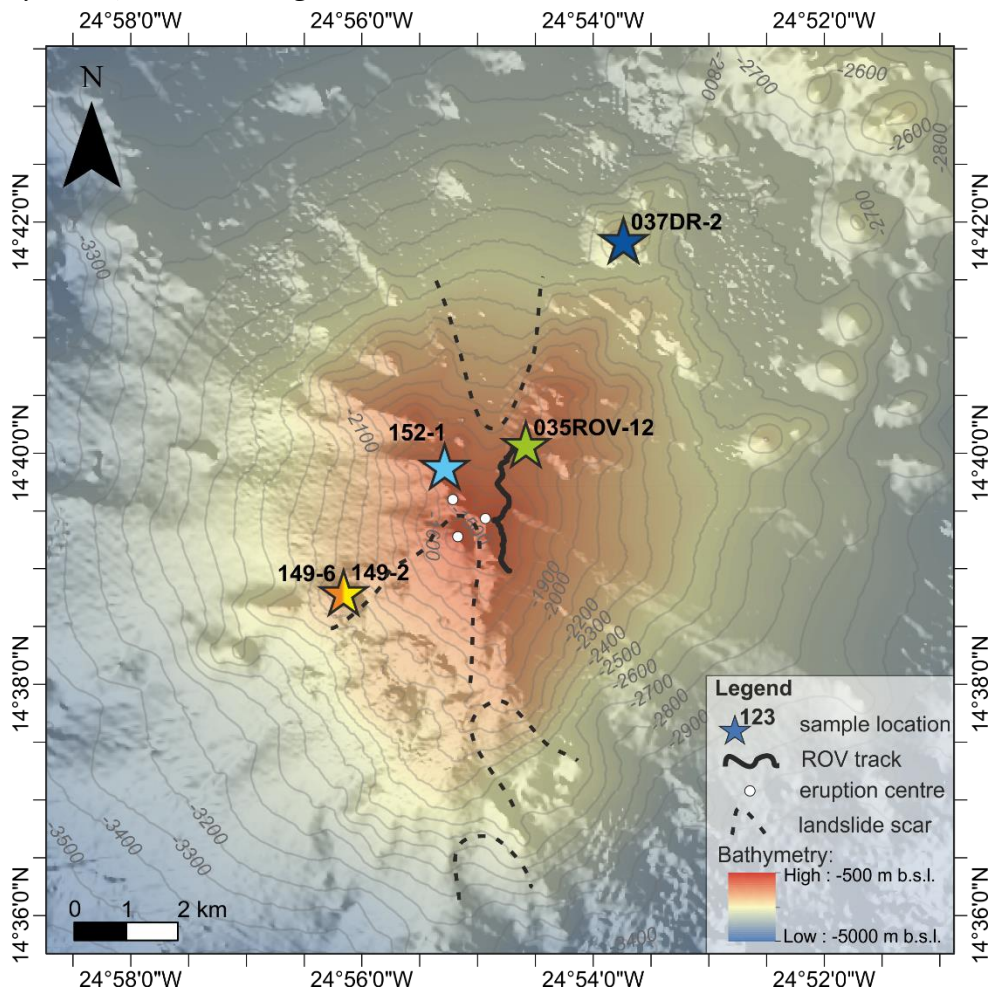 24°58'0"W 24°56'0"W 24°54'0"W 24°52'0"W
N
-2800
-2700
-2600
-2600
-2800
-2700
14°42'0"N 14°42'0"N
037DR-2
-3300
-2100
152-1
035ROV-12
14°40'0"N 14°40'0"N
149-6 149-2
-1900
-2000
-2200
-2300
-2400
-2500
-2600
-2700
-2800
-2900
14°38'0"N 14°38'0"N
Legend
123 sample location
ROV track
eruption centre
landslide scar
Bathymetry:
High : -500 m b.s.l.
Low : -5000 m b.s.l.
-3200
-3300
-3400
-3500
-3400
0 1 2 km
14°36'0"N 14°36'0"N
24°58'0"W 24°56'0"W 24°54'0"W 24°52'0"W